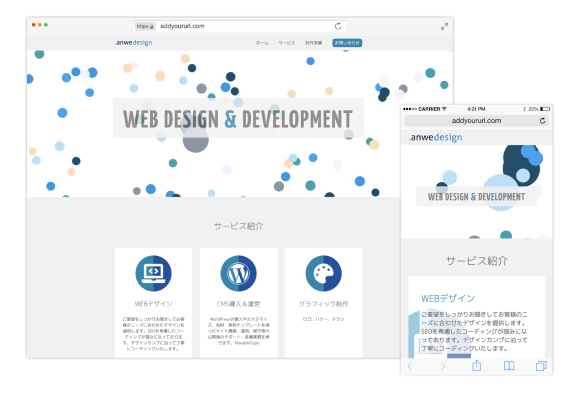 https addyoururl.com
.anwedesign
ホーム サービス 制作実績 お問い合わせ
WEB DESIGN & DEVELOPMENT
サービス紹介
WEBデザイン
ご要望をしっかりお聞きしてお客
様のニーズに合わせたデザインを
提供します。SEOを考慮したコー
ディングが強みになっておりま
す。デザインカンプに沿って丁寧
にコーディングいたします。
CMS導入&運営
WordPressの導入やカスタマイ
ズ、有料・無料テンプレートを使
ったサイト構築、運用、保守等の
公開後のサポート、各種更新を承
ります。MovableType
グラフィック制作
ロゴ、バナー、チラシ
CARRIER 4:21 PM 22%
addyoururl.com
.anwedesign
WEB DESIGN & DEVELOPMENT
サービス紹介
WEBデザイン
ご要望をしっかりお聞きしてお客様のニ
ーズに合わせたデザインを提供します。
SEOを考慮したコーディングが強みにな
っております。デザインカンプに沿って
丁寧にコーディングいたします。